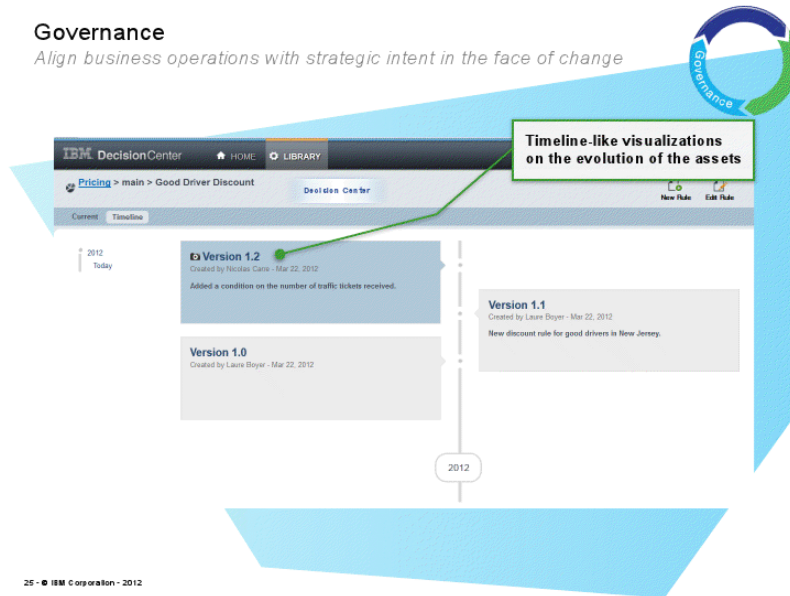 Governance
Align business operations with strategic intent in the face of change
Governance
Timeline-like visualizations
on the evolution of the assets
IBM. DecisionCenter
HOME
LIBRARY
Pricing > main > Good Driver Discount
Decision Center
New Rule
Edit Rule
Current
Timeline
2012
Today
Version 1.2
Created by Nicolas Cane - Mar 22, 2012
Added a condition on the number of traffic tickets received.
Version 1.1
Created by Laure Boyer - Mar 22, 2012
New discount rule for good drivers in New Jersey.
Version 1.0
Created by Laure Boyer - Mar 22, 2012
2012
25 - © IBM Corporation - 2012